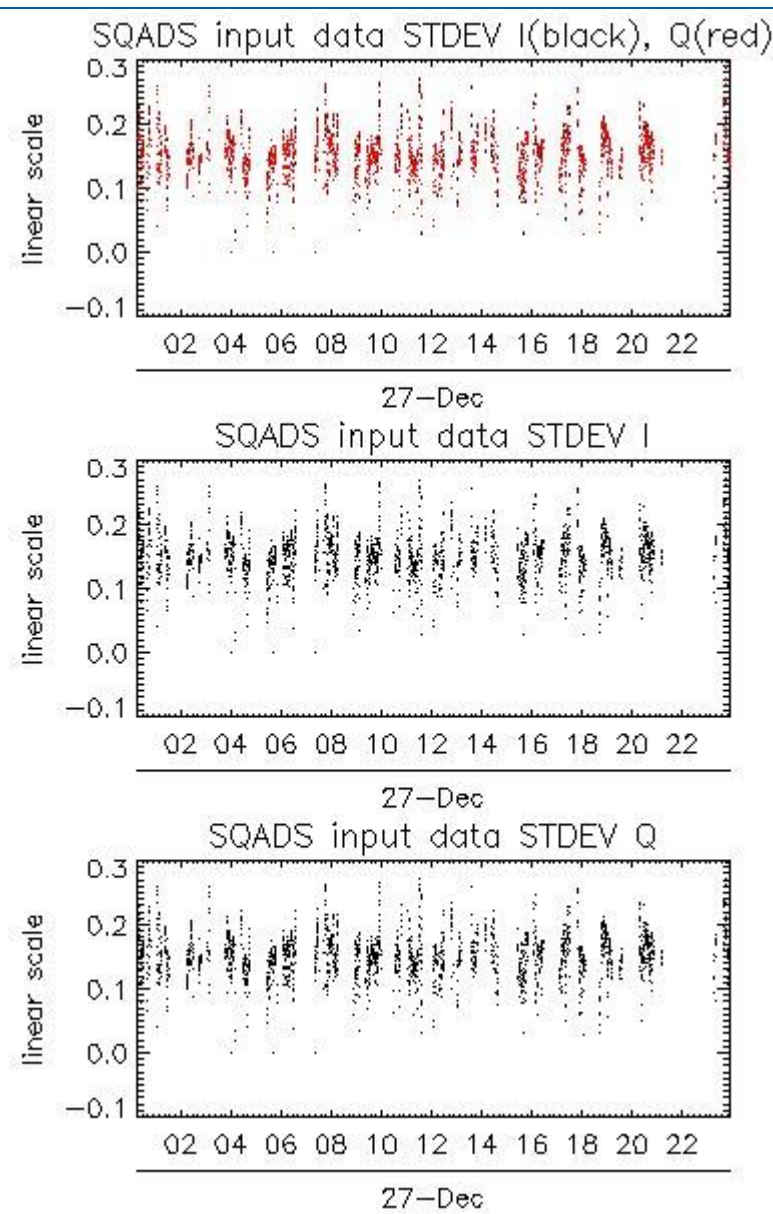 SQADS input data STDEV I(black), Q(red)
0.3
0.2
0.1
0.0
−0.1
linear scale
02 04 06 08 10 12 14 16 18 20 22
27−Dec
SQADS input data STDEV I
0.3
0.2
0.1
0.0
−0.1
linear scale
02 04 06 08 10 12 14 16 18 20 22
27−Dec
SQADS input data STDEV Q
0.3
0.2
0.1
0.0
−0.1
linear scale
02 04 06 08 10 12 14 16 18 20 22
27−Dec